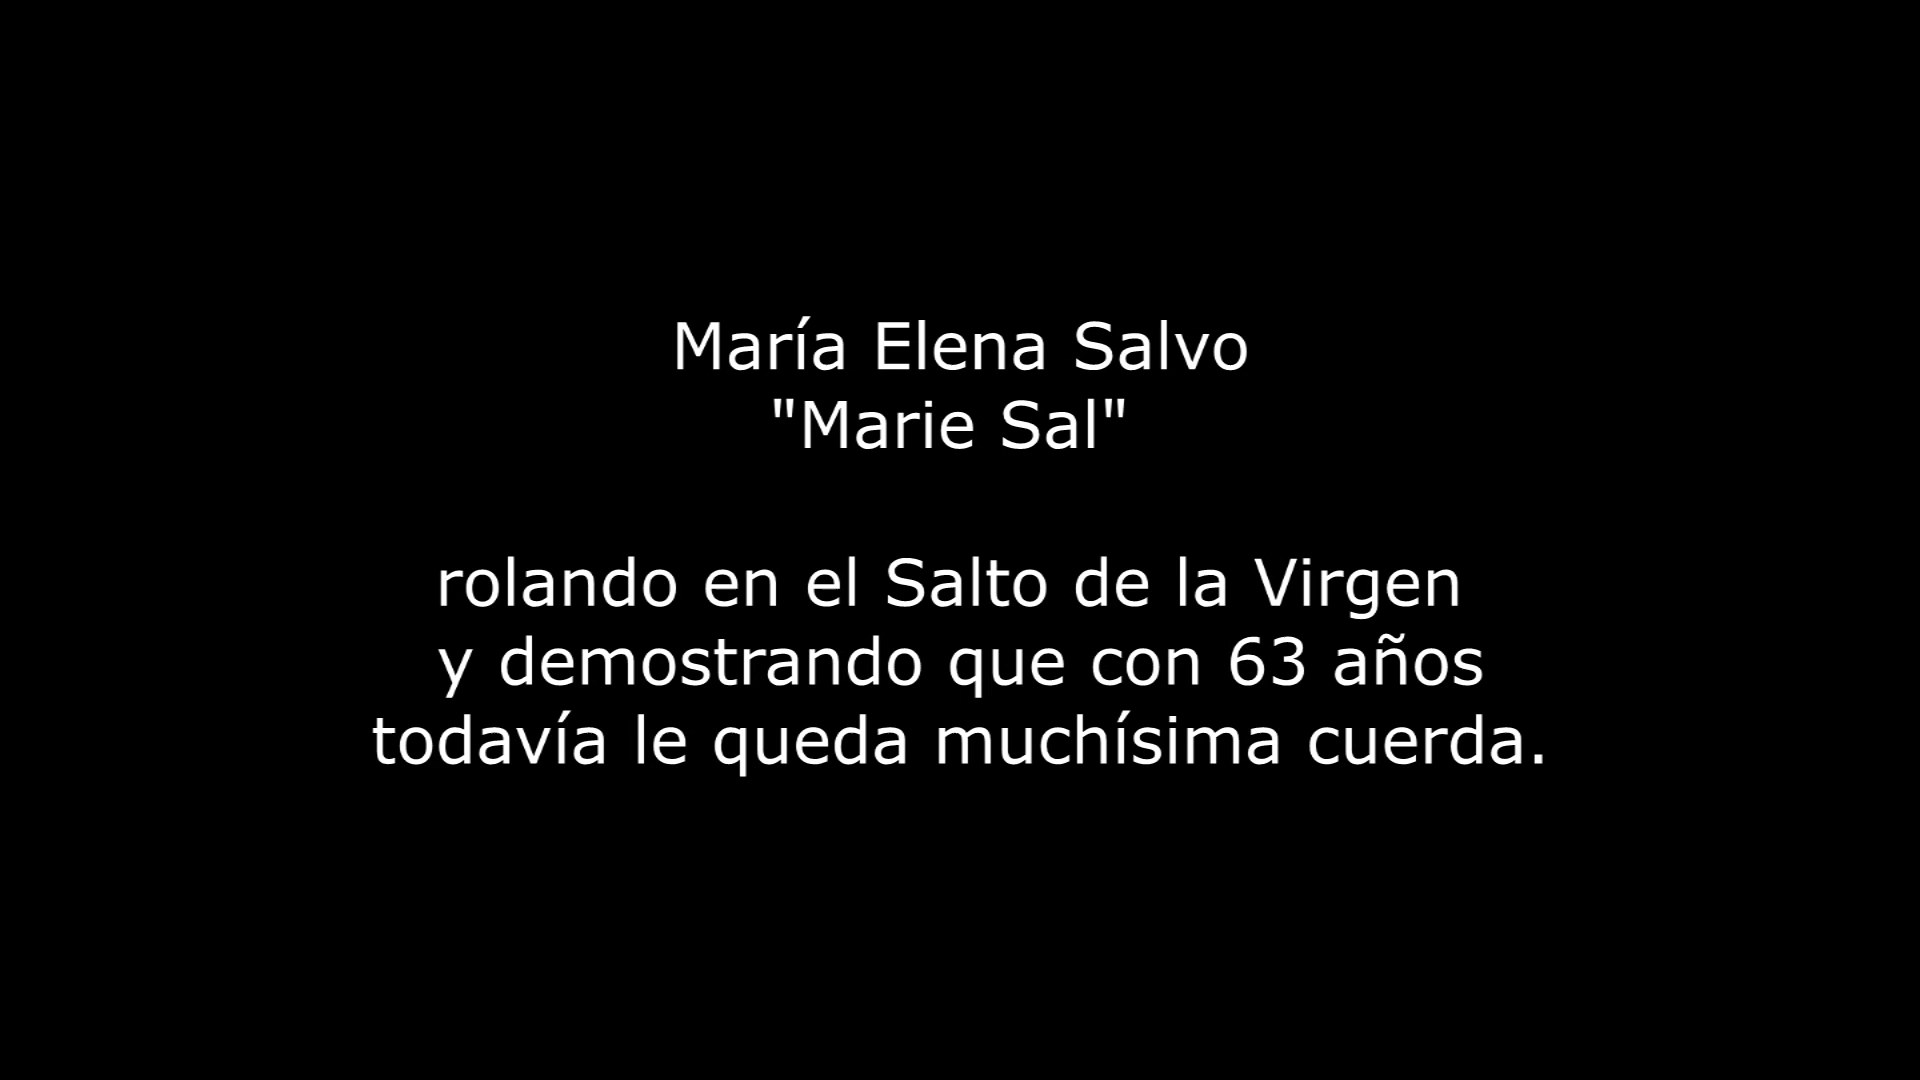 María Elena Salvo
"Marie Sal"
rolando en el Salto de la Virgen
y demostrando que con 63 años
todavía le queda muchísima cuerda.